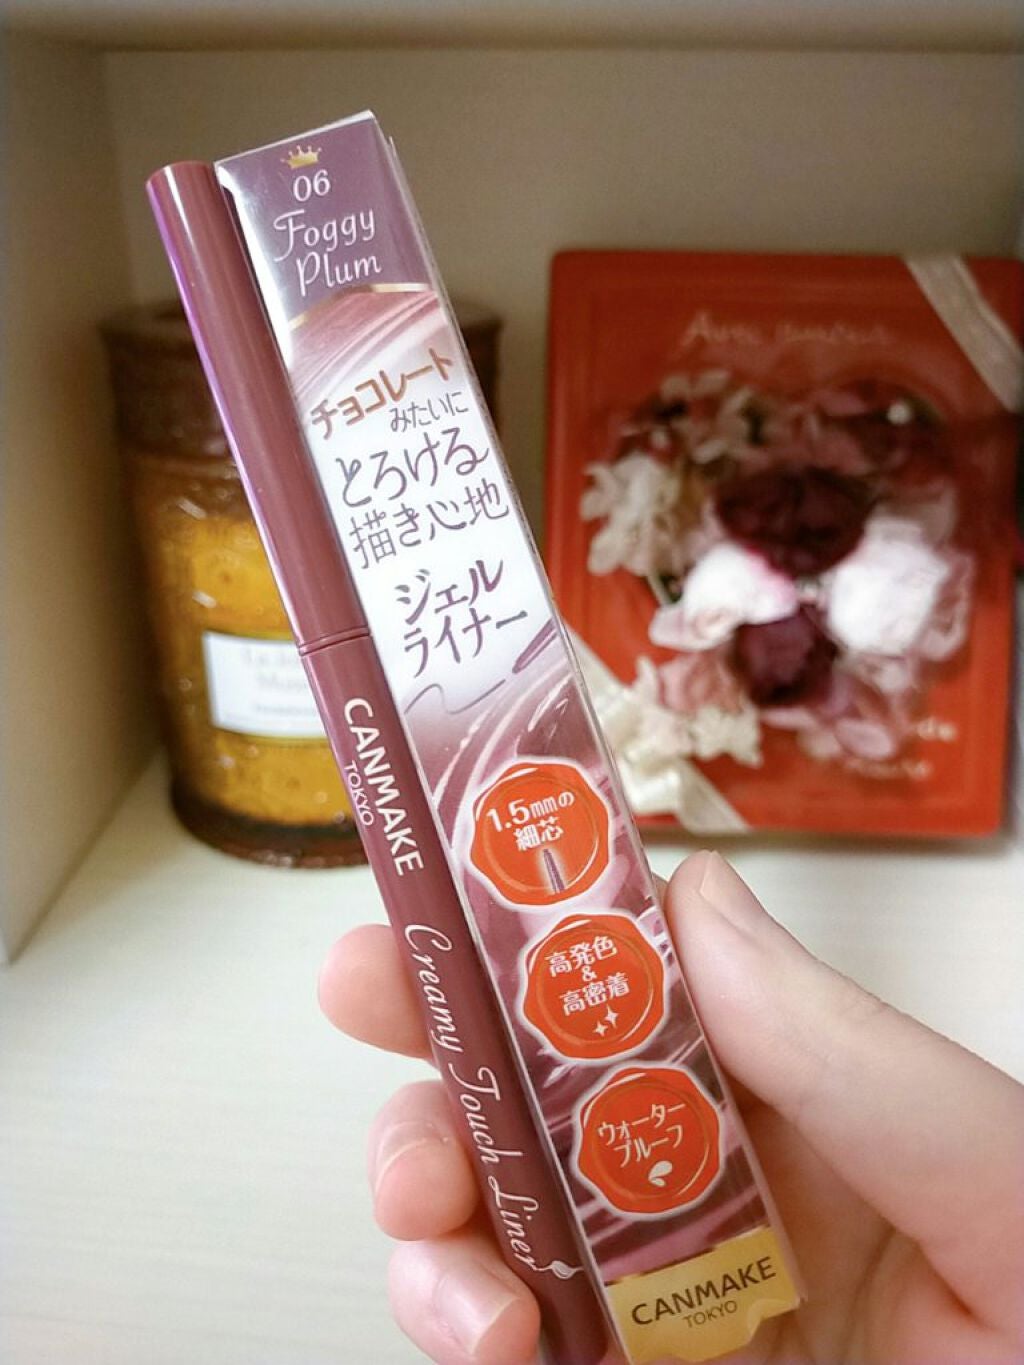 06
Foggy
Plum
チョコレート
みたいに
とろける
描き心地
ジェル
ライナー
1.5mmの
細芯
高発色
&
高密着
ウォーター
プルーフ
CANMAKE
TOKYO
CANMAKE
TOKYO
Creamy Touch Liner